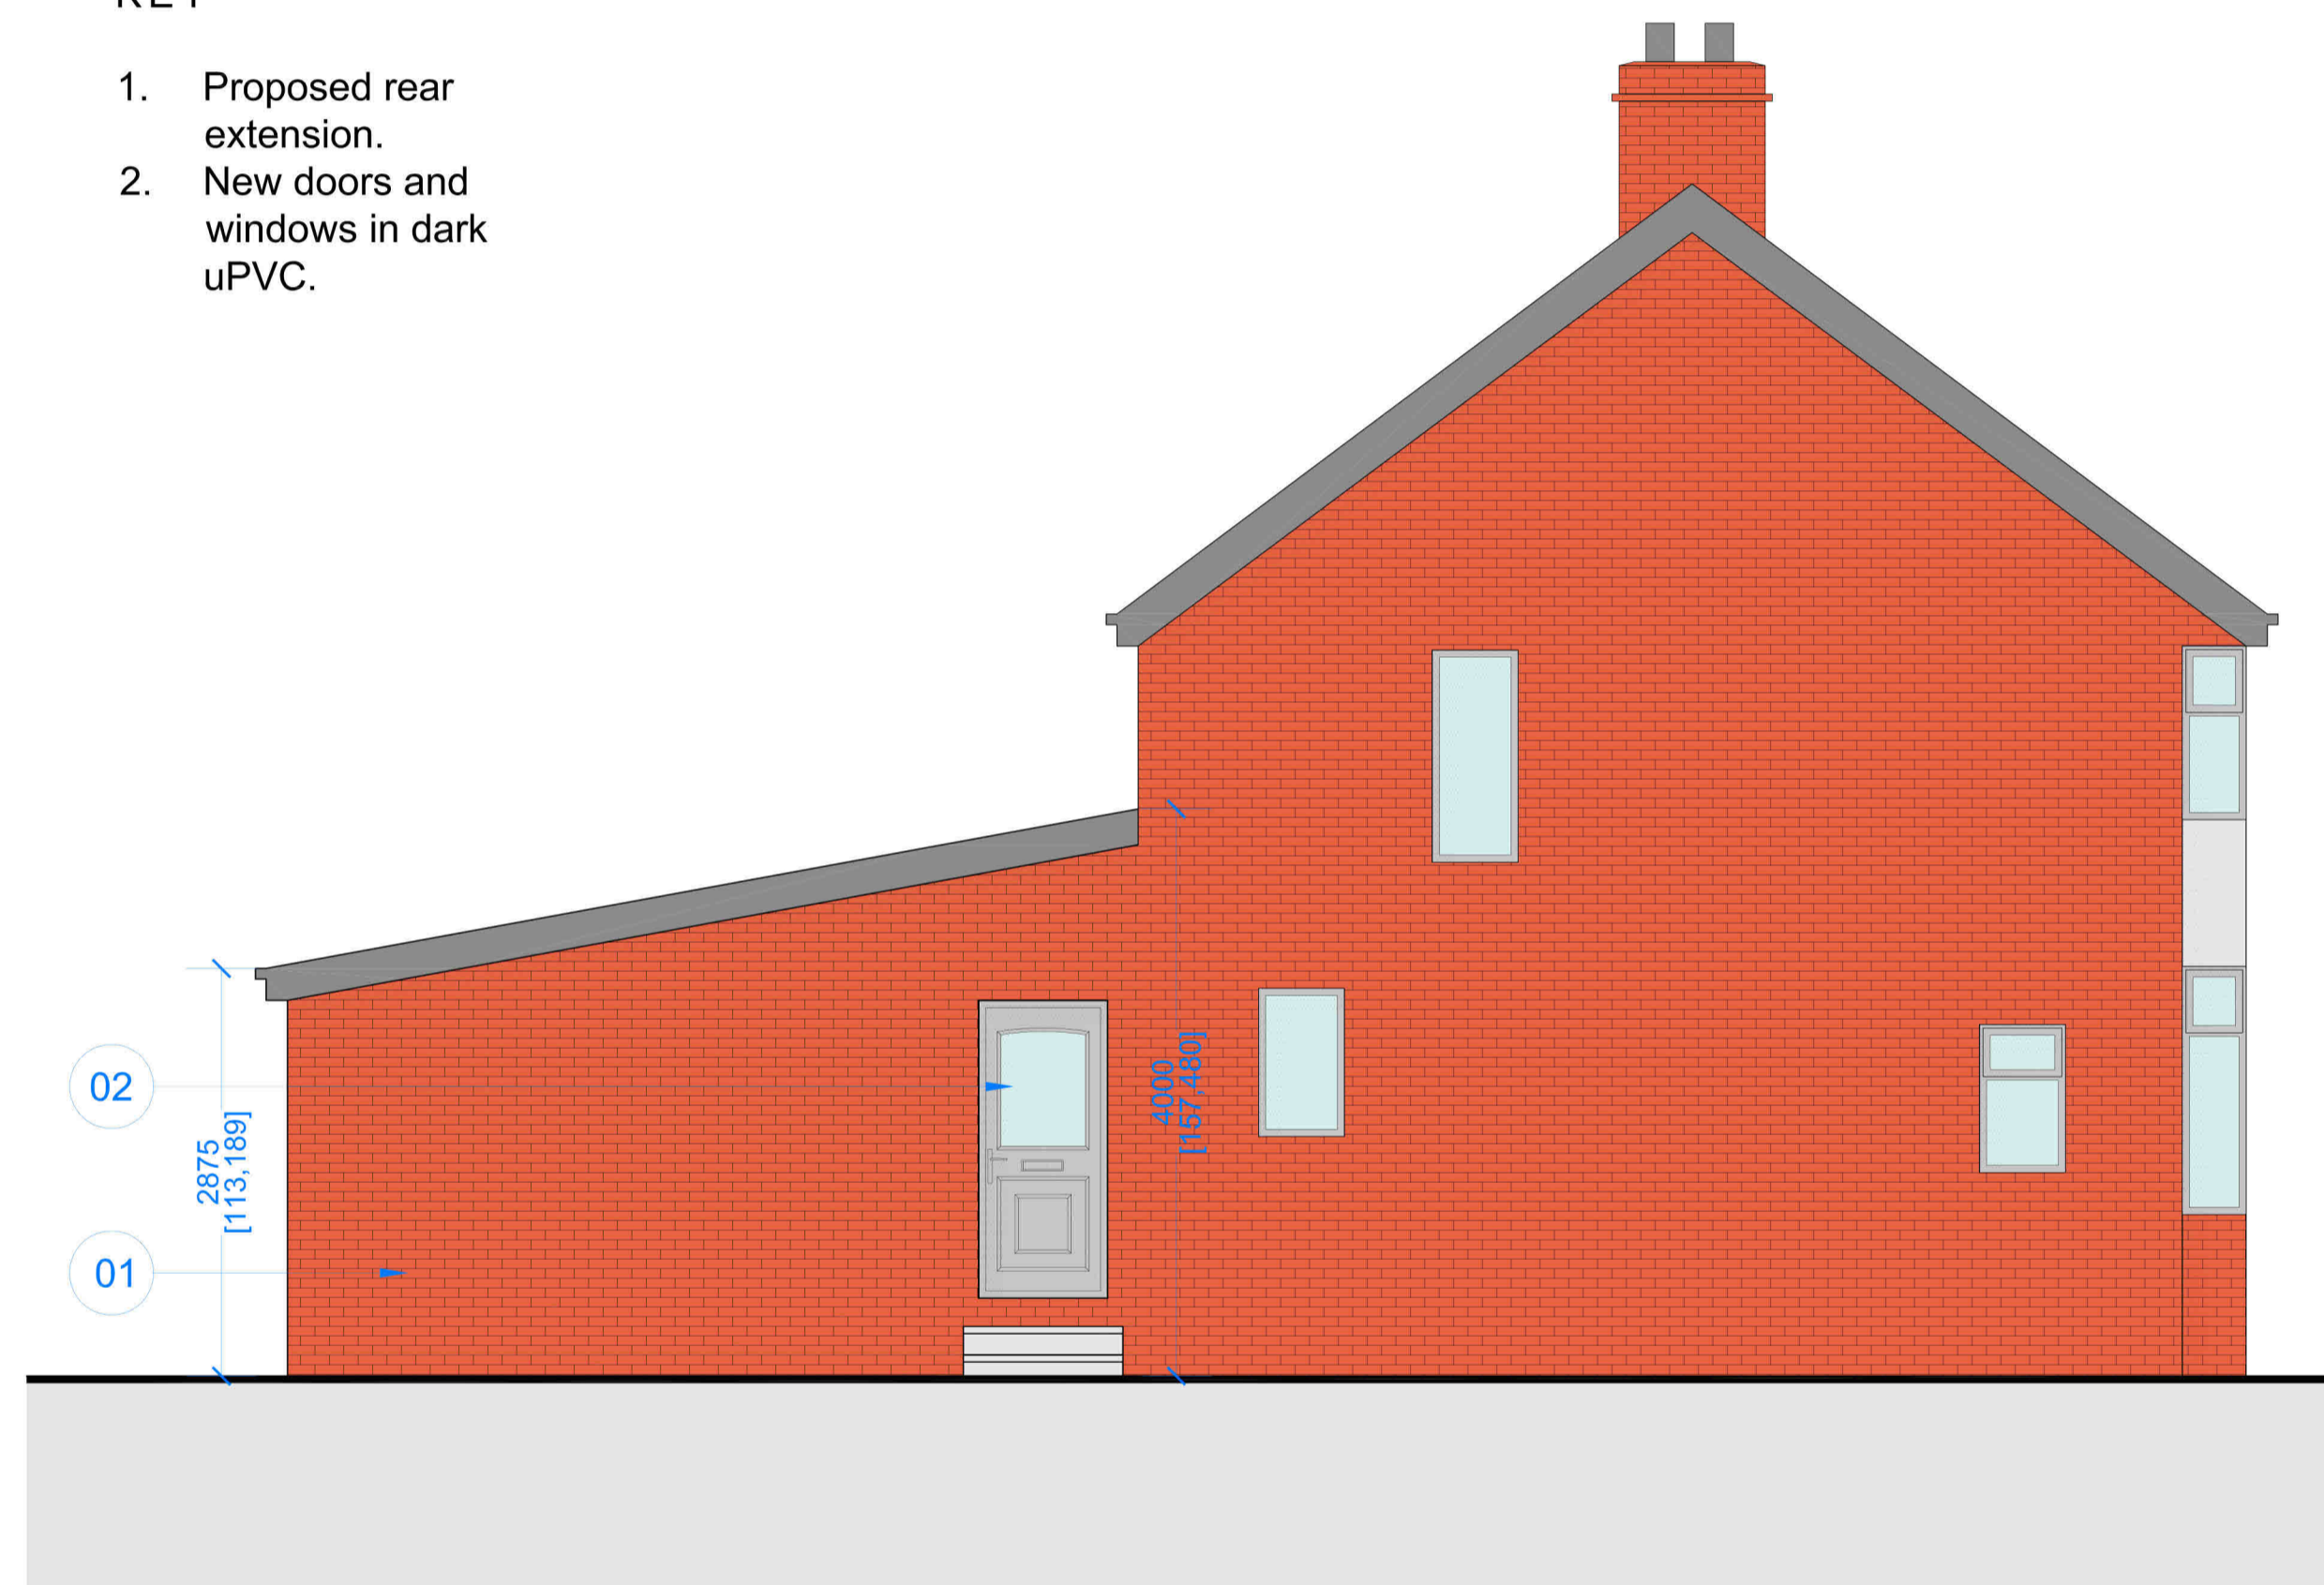 KEY
1. Proposed rear
extension.
2. New doors and
windows in dark
uPVC.
02
2875
[113,189]
01
4000
[157,480]